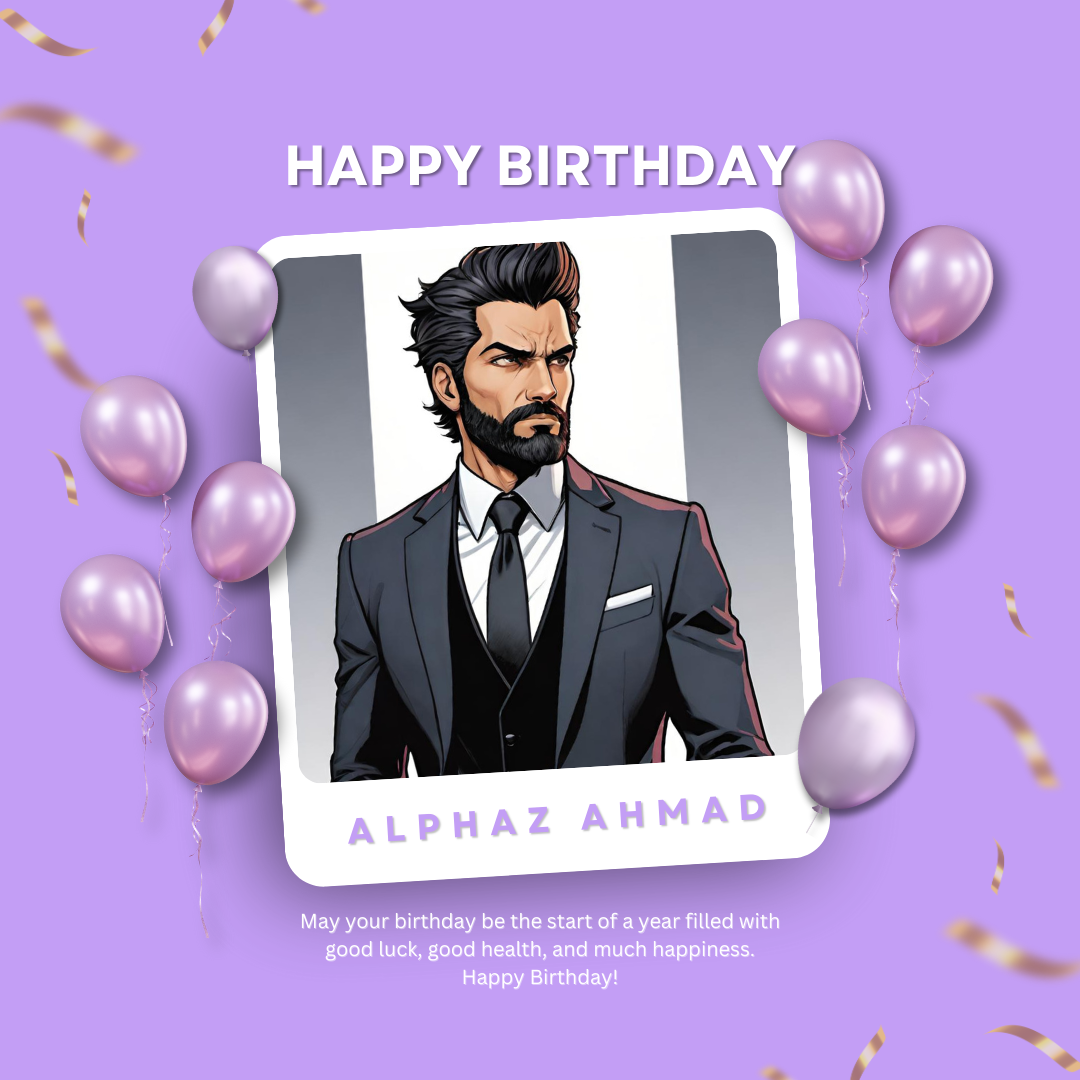 HAPPY BIRTHDAY
ALPHAZ AHMAD
May your birthday be the start of a year filled with
good luck, good health, and much happiness.
Happy Birthday!